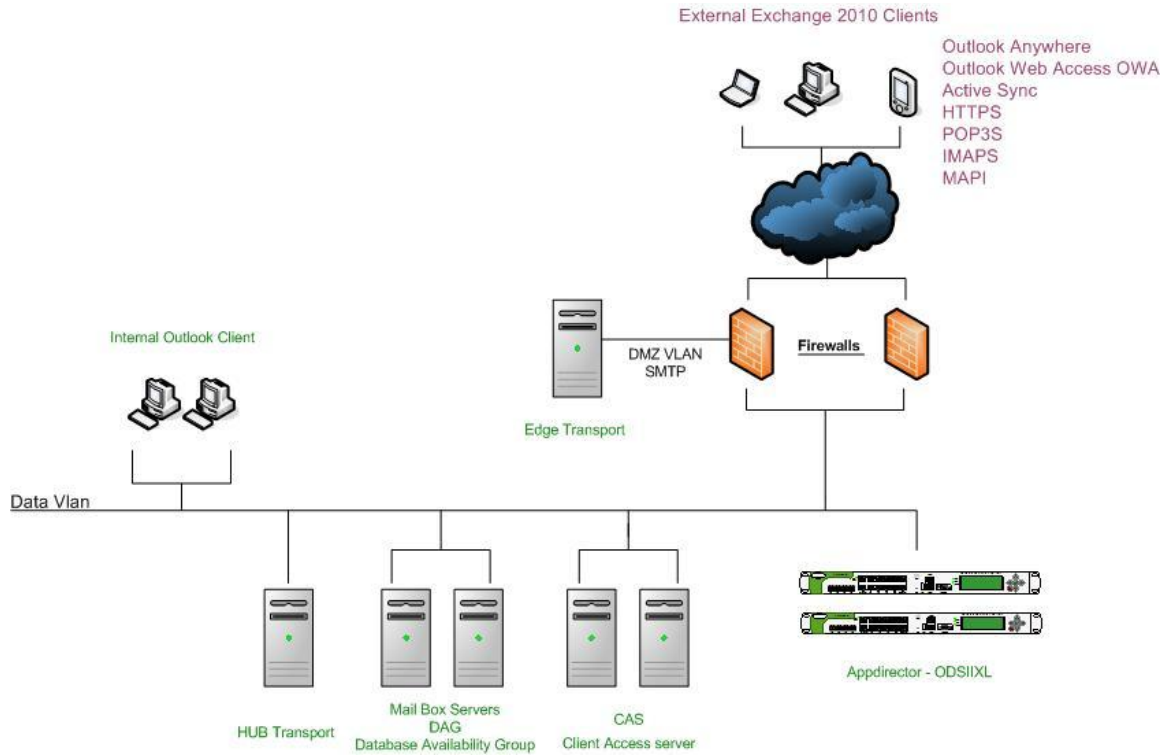 External Exchange 2010 Clients
Outlook Anywhere
Outlook Web Access OWA
Active Sync
HTTPS
POP3S
IMAPS
MAPI
Internal Outlook Client
DMZ VLAN
SMTP
Firewalls
Edge Transport
Data Vlan
HUB Transport
Mail Box Servers
DAG
Database Availability Group
CAS
Client Access server
Appdirector - ODSIIXL